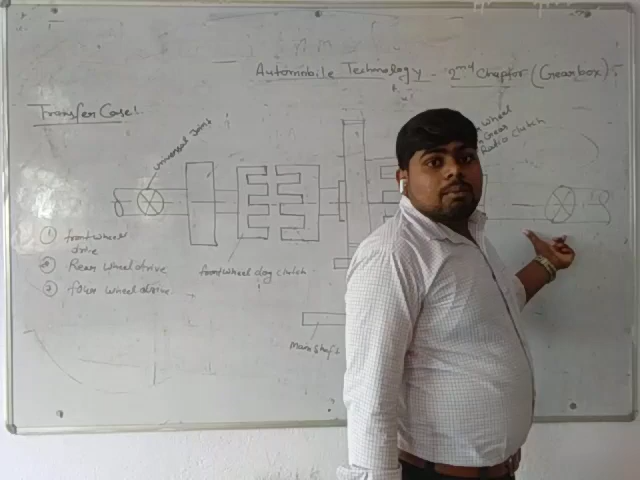 Automobile Technology - 2nd Chapter (Gearbox):
Transfer Case:
Universal Joint
Wheel
Gear
Ratio Clutch
① front wheel drive
② Rear wheel drive
③ four wheel drive
front wheel dog clutch
Main Shaft